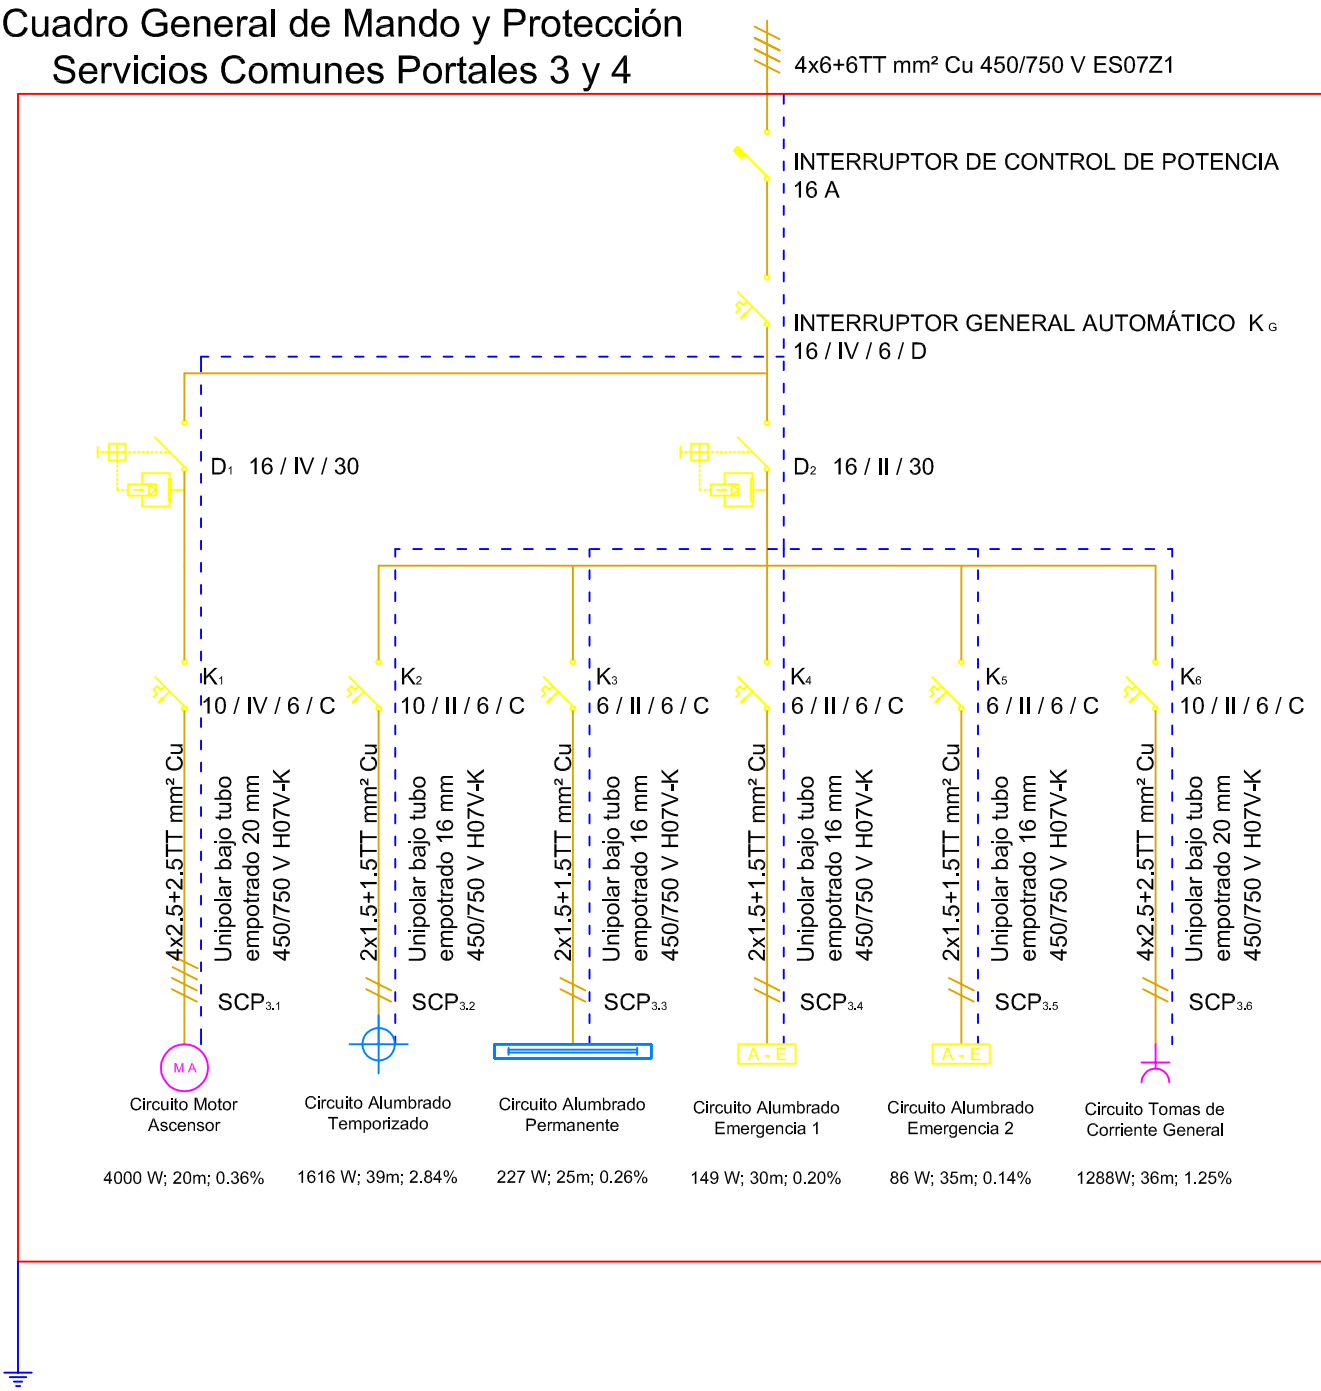 Cuadro General de Mando y Protección
Servicios Comunes Portales 3 y 4
4x6+6TT mm² Cu 450/750 V ES07Z1
INTERRUPTOR DE CONTROL DE POTENCIA
16 A
INTERRUPTOR GENERAL AUTOMÁTICO K G
16 / IV / 6 / D
D1 16 / IV / 30
D2 16 / II / 30
K1
10 / IV / 6 / C
K2
10 / II / 6 / C
K3
6 / II / 6 / C
K4
6 / II / 6 / C
K5
6 / II / 6 / C
K6
10 / II / 6 / C
4x2.5+2.5TT mm² Cu
Unipolar bajo tubo
empotrado 20 mm
450/750 V H07V-K
2x1.5+1.5TT mm² Cu
Unipolar bajo tubo
empotrado 16 mm
450/750 V H07V-K
2x1.5+1.5TT mm² Cu
Unipolar bajo tubo
empotrado 16 mm
450/750 V H07V-K
2x1.5+1.5TT mm² Cu
Unipolar bajo tubo
empotrado 16 mm
450/750 V H07V-K
2x1.5+1.5TT mm² Cu
Unipolar bajo tubo
empotrado 16 mm
450/750 V H07V-K
4x2.5+2.5TT mm² Cu
Unipolar bajo tubo
empotrado 20 mm
450/750 V H07V-K
SCP3.1
SCP3.2
SCP3.3
SCP3.4
SCP3.5
SCP3.6
M A
A - E
A - E
Circuito Motor
Ascensor
Circuito Alumbrado
Temporizado
Circuito Alumbrado
Permanente
Circuito Alumbrado
Emergencia 1
Circuito Alumbrado
Emergencia 2
Circuito Tomas de
Corriente General
4000 W; 20m; 0.36%
1616 W; 39m; 2.84%
227 W; 25m; 0.26%
149 W; 30m; 0.20%
86 W; 35m; 0.14%
1288W; 36m; 1.25%